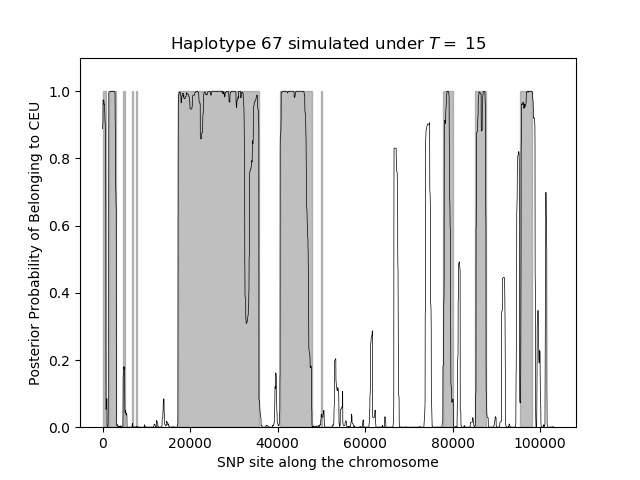 Haplotype 67 simulated under T = 15
Posterior Probability of Belonging to CEU
1.0
0.8
0.6
0.4
0.2
0.0
0 20000 40000 60000 80000 100000
SNP site along the chromosome